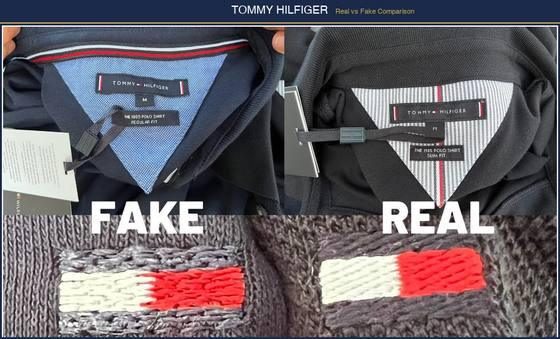 TOMMY HILFIGER Real vs Fake Comparison
TOMMY HILFIGER
M
THE 1985 POLO SHIRT
REGULAR FIT
TOMMY HILFIGER
M
THE 1985 POLO SHIRT
SLIM FIT
FAKE
REAL